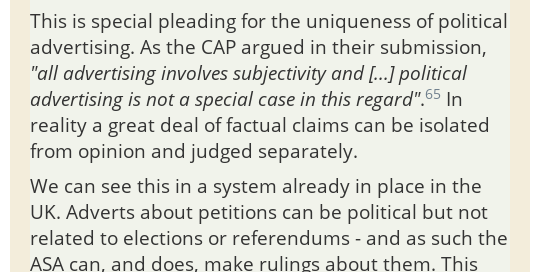 This is special pleading for the uniqueness of political
advertising. As the CAP argued in their submission,
"all advertising involves subjectivity and [...] political
advertising is not a special case in this regard".65 In
reality a great deal of factual claims can be isolated
from opinion and judged separately.
We can see this in a system already in place in the
UK. Adverts about petitions can be political but not
related to elections or referendums - and as such the
ASA can, and does, make rulings about them. This